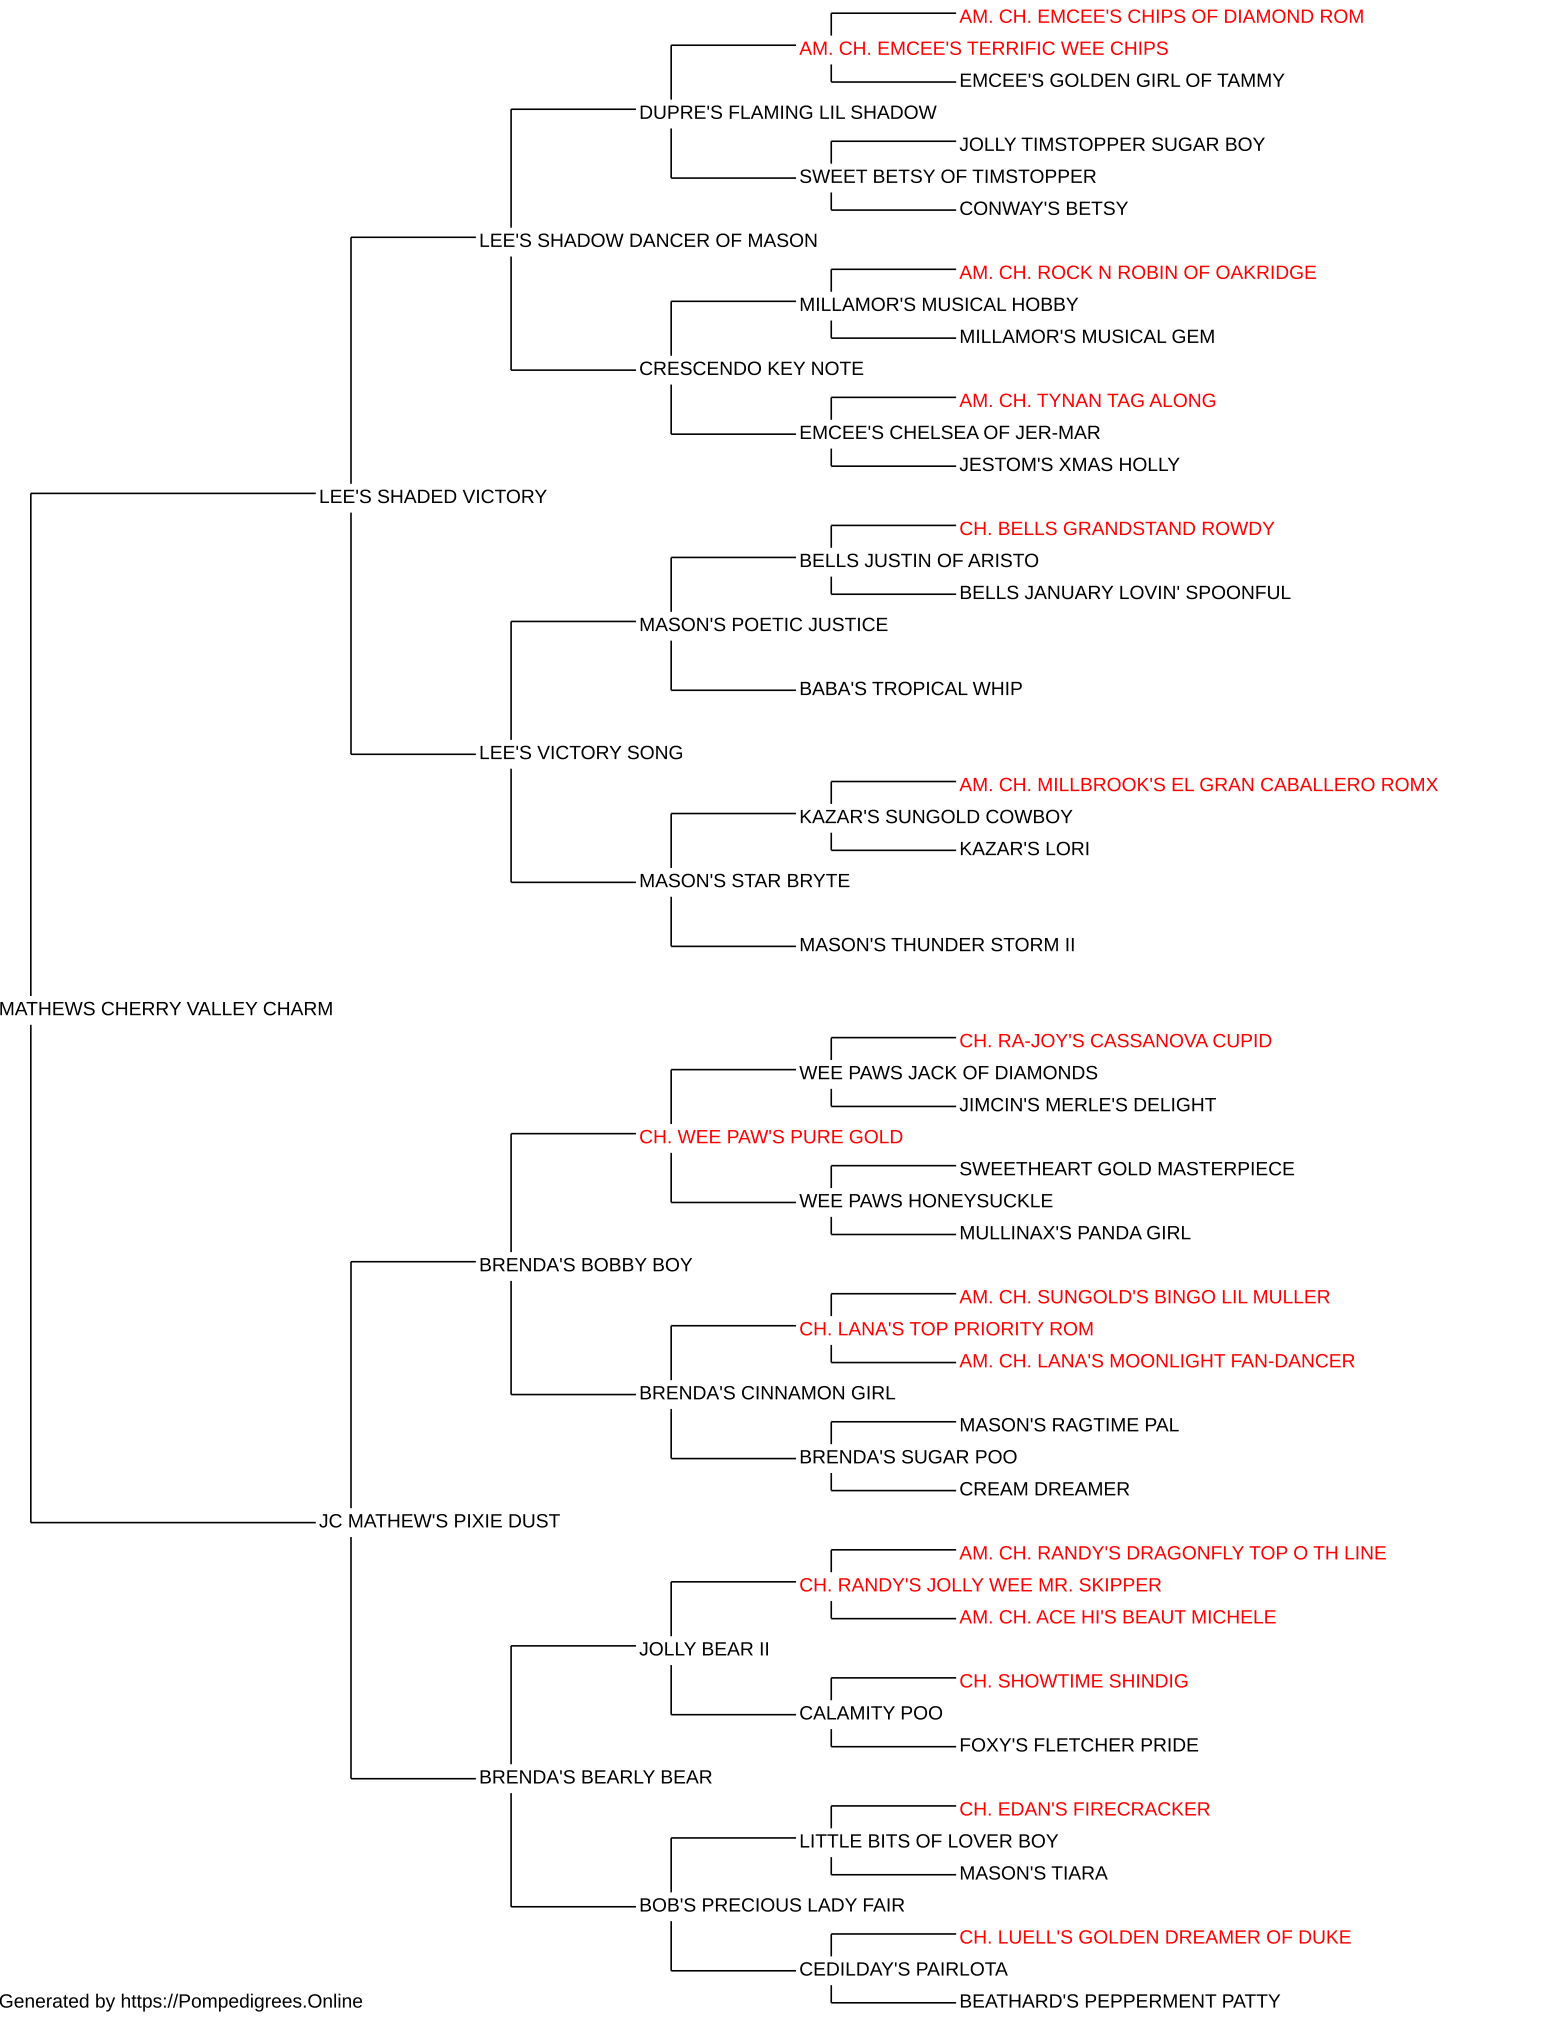 AM. CH. EMCEE'S CHIPS OF DIAMOND ROM
AM. CH. EMCEE'S TERRIFIC WEE CHIPS
EMCEE'S GOLDEN GIRL OF TAMMY
DUPRE'S FLAMING LIL SHADOW
JOLLY TIMSTOPPER SUGAR BOY
SWEET BETSY OF TIMSTOPPER
CONWAY'S BETSY
LEE'S SHADOW DANCER OF MASON
AM. CH. ROCK N ROBIN OF OAKRIDGE
MILLAMOR'S MUSICAL HOBBY
MILLAMOR'S MUSICAL GEM
CRESCENDO KEY NOTE
AM. CH. TYNAN TAG ALONG
EMCEE'S CHELSEA OF JER-MAR
JESTOM'S XMAS HOLLY
LEE'S SHADED VICTORY
CH. BELLS GRANDSTAND ROWDY
BELLS JUSTIN OF ARISTO
BELLS JANUARY LOVIN' SPOONFUL
MASON'S POETIC JUSTICE
BABA'S TROPICAL WHIP
LEE'S VICTORY SONG
AM. CH. MILLBROOK'S EL GRAN CABALLERO ROMX
KAZAR'S SUNGOLD COWBOY
KAZAR'S LORI
MASON'S STAR BRYTE
MASON'S THUNDER STORM II
MATHEWS CHERRY VALLEY CHARM
CH. RA-JOY'S CASSANOVA CUPID
WEE PAWS JACK OF DIAMONDS
JIMCIN'S MERLE'S DELIGHT
CH. WEE PAW'S PURE GOLD
SWEETHEART GOLD MASTERPIECE
WEE PAWS HONEYSUCKLE
MULLINAX'S PANDA GIRL
BRENDA'S BOBBY BOY
AM. CH. SUNGOLD'S BINGO LIL MULLER
CH. LANA'S TOP PRIORITY ROM
AM. CH. LANA'S MOONLIGHT FAN-DANCER
BRENDA'S CINNAMON GIRL
MASON'S RAGTIME PAL
BRENDA'S SUGAR POO
CREAM DREAMER
JC MATHEW'S PIXIE DUST
AM. CH. RANDY'S DRAGONFLY TOP O TH LINE
CH. RANDY'S JOLLY WEE MR. SKIPPER
AM. CH. ACE HI'S BEAUT MICHELE
JOLLY BEAR II
CH. SHOWTIME SHINDIG
CALAMITY POO
FOXY'S FLETCHER PRIDE
BRENDA'S BEARLY BEAR
CH. EDAN'S FIRECRACKER
LITTLE BITS OF LOVER BOY
MASON'S TIARA
BOB'S PRECIOUS LADY FAIR
CH. LUELL'S GOLDEN DREAMER OF DUKE
CEDILDAY'S PAIRLOTA
BEATHARD'S PEPPERMENT PATTY
Generated by https://Pompedigrees.Online